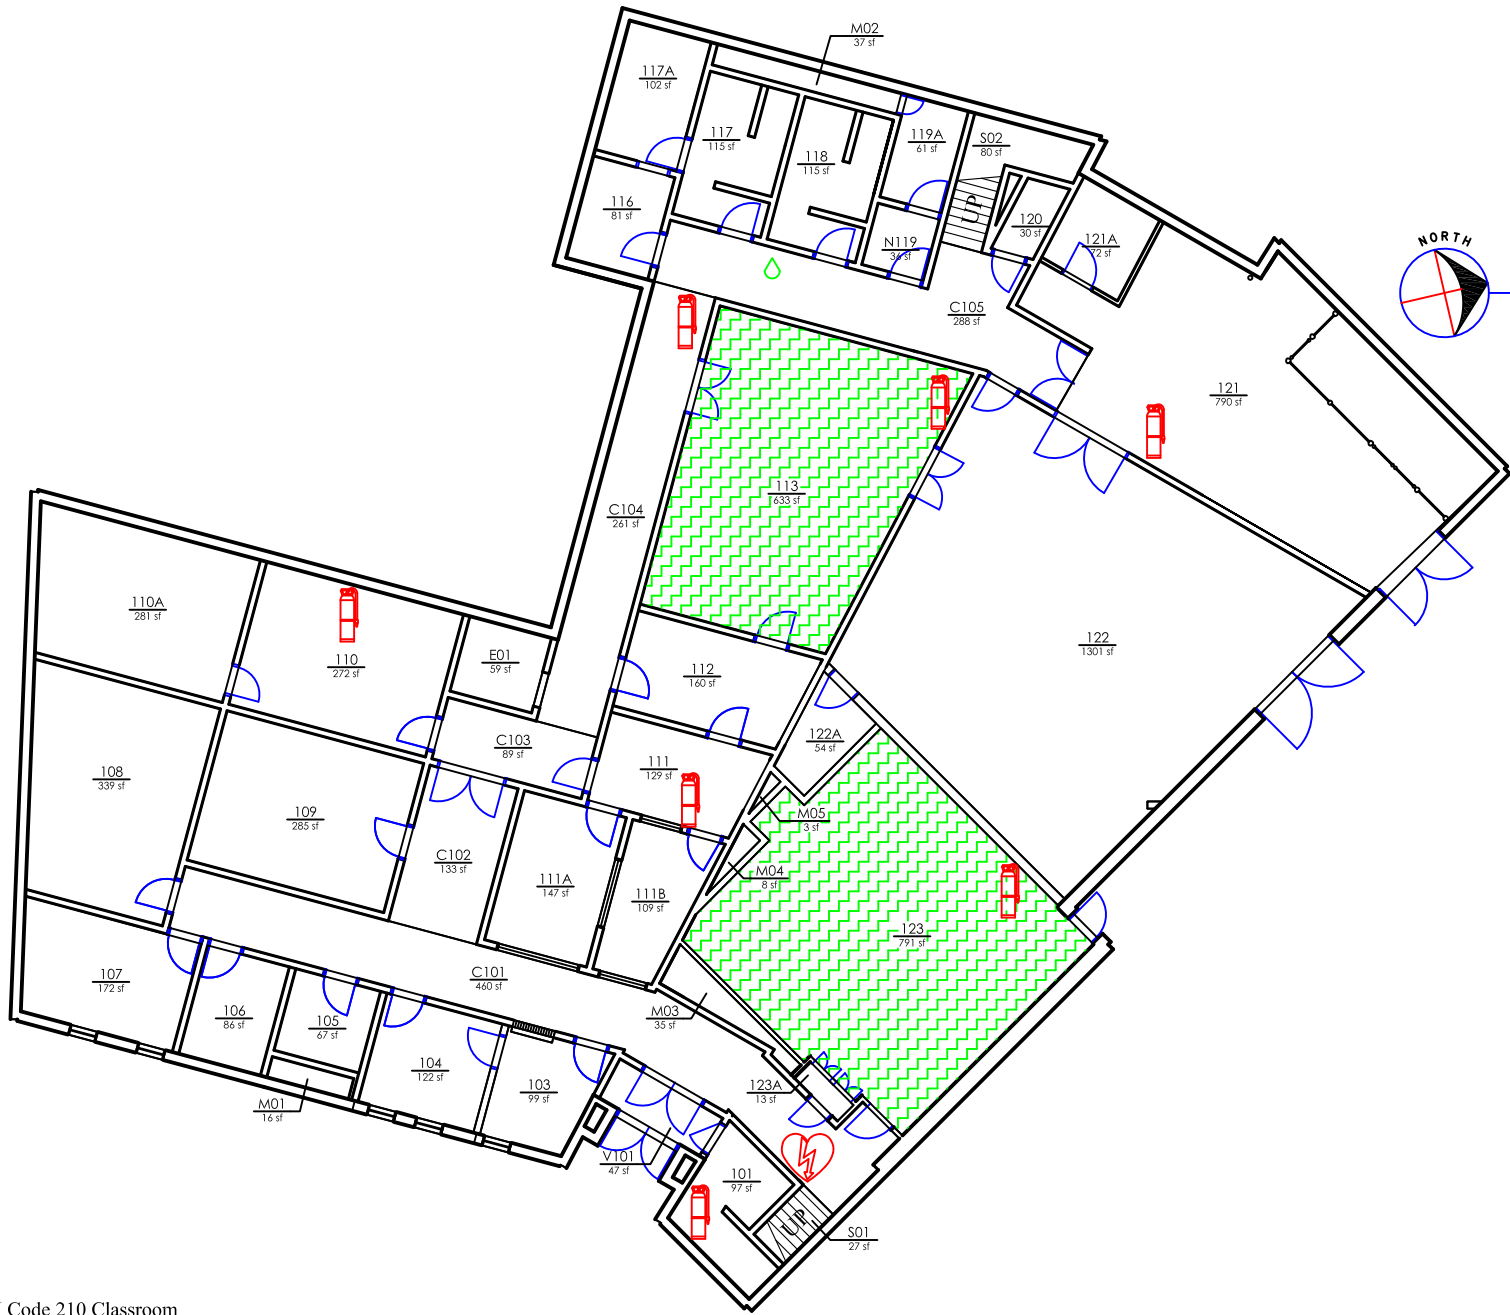 M02
37 sf
117A
102 sf
117
115 sf
118
115 sf
119A
61 sf
S02
80 sf
116
81 sf
UP
120
30 sf
N119
36 sf
121A
72 sf
NORTH
C105
288 sf
121
790 sf
113
633 sf
C104
261 sf
110A
281 sf
110
272 sf
E01
59 sf
112
160 sf
122
1301 sf
C103
89 sf
122A
54 sf
111
129 sf
108
339 sf
109
285 sf
M05
3 sf
C102
133 sf
111A
147 sf
111B
109 sf
M04
8 sf
123
791 sf
107
172 sf
C101
460 sf
106
86 sf
105
67 sf
M03
35 sf
104
122 sf
103
99 sf
123A
13 sf
M01
16 sf
V101
47 sf
101
97 sf
UP
S01
27 sf
Code 210 Classroom